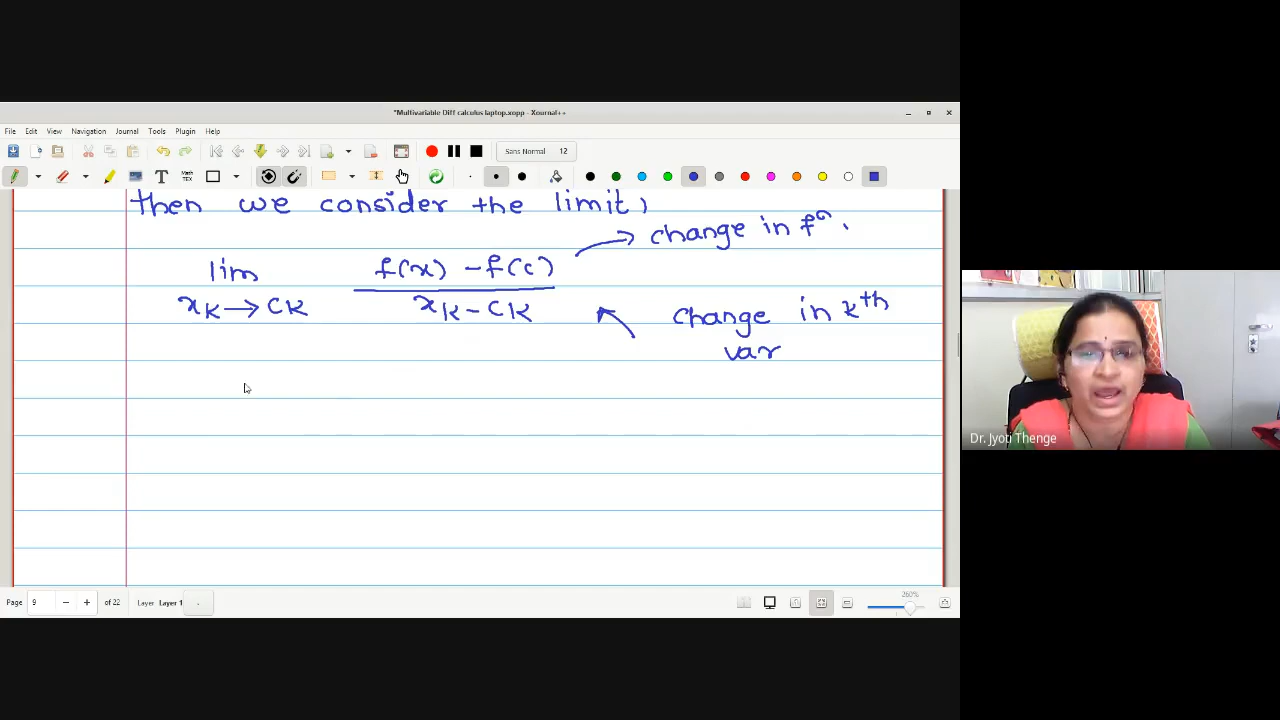 *Multivariable Diff calculus laptop.xopp - Xournal++
File Edit View Navigation Journal Tools Plugin Help
Sans Normal 12
then we consider the limit,
change in fⁿ.
lim f(x) - f(c)
xk → ck xk - ck
change in kth
var
Dr. Jyoti Thenge
Page 9 of 22 Layer Layer 1
260%